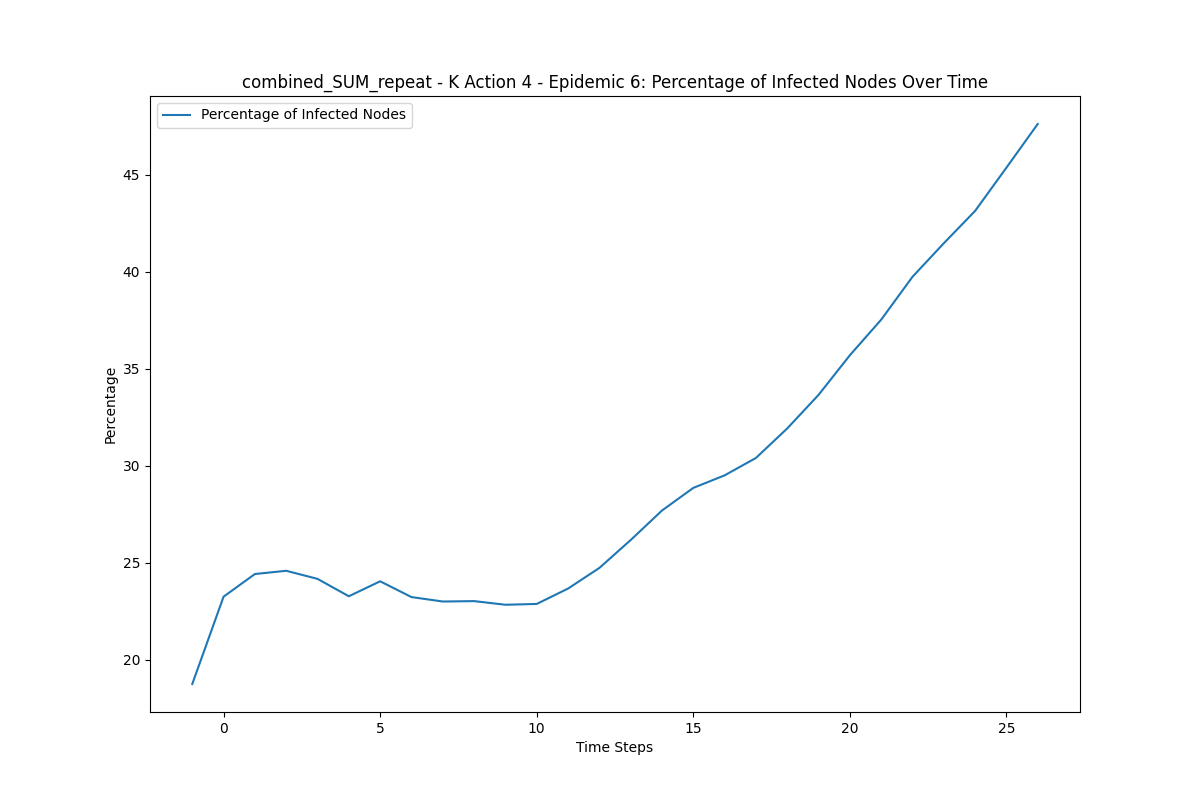 combined_SUM_repeat - K Action 4 - Epidemic 6: Percentage of Infected Nodes Over Time
Percentage of Infected Nodes
45
40
35
30
25
20
Percentage
0 5 10 15 20 25
Time Steps